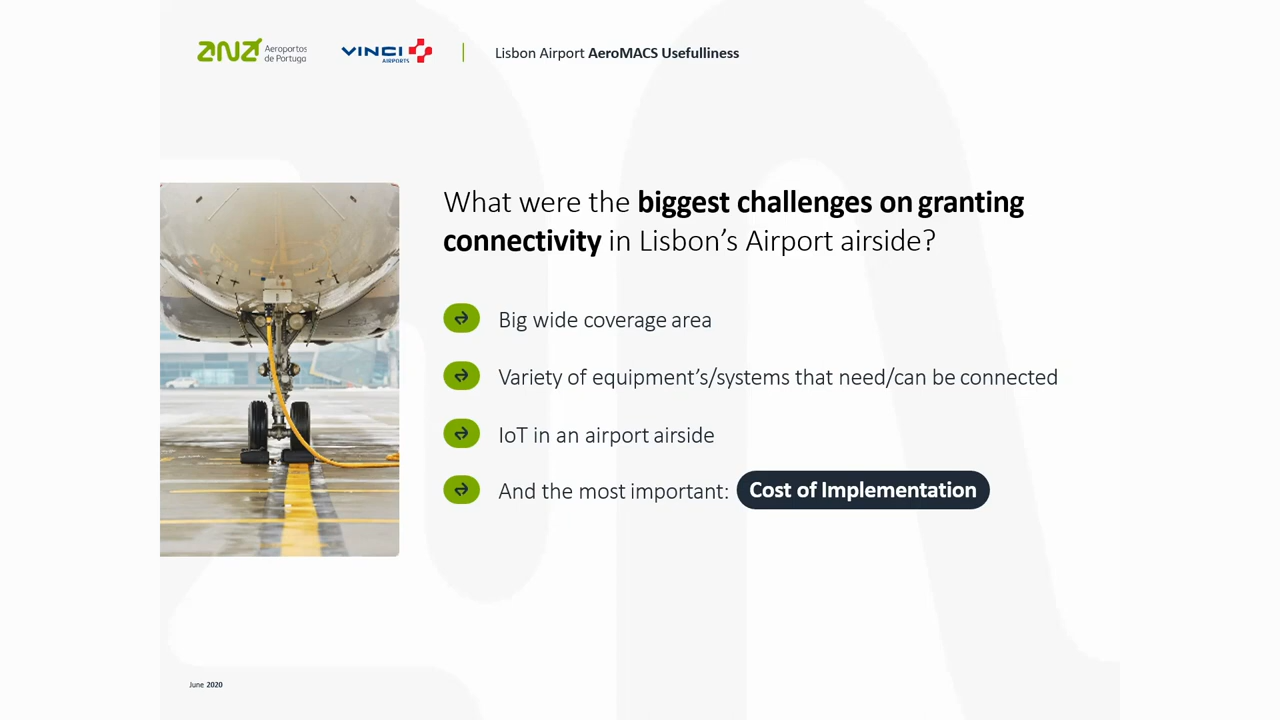 ANA Aeroportos
de Portugal
VINCI
AIRPORTS
Lisbon Airport AeroMACS Usefulliness
What were the biggest challenges on granting
connectivity in Lisbon’s Airport airside?
Big wide coverage area
Variety of equipment’s/systems that need/can be connected
IoT in an airport airside
And the most important: Cost of Implementation
June 2020